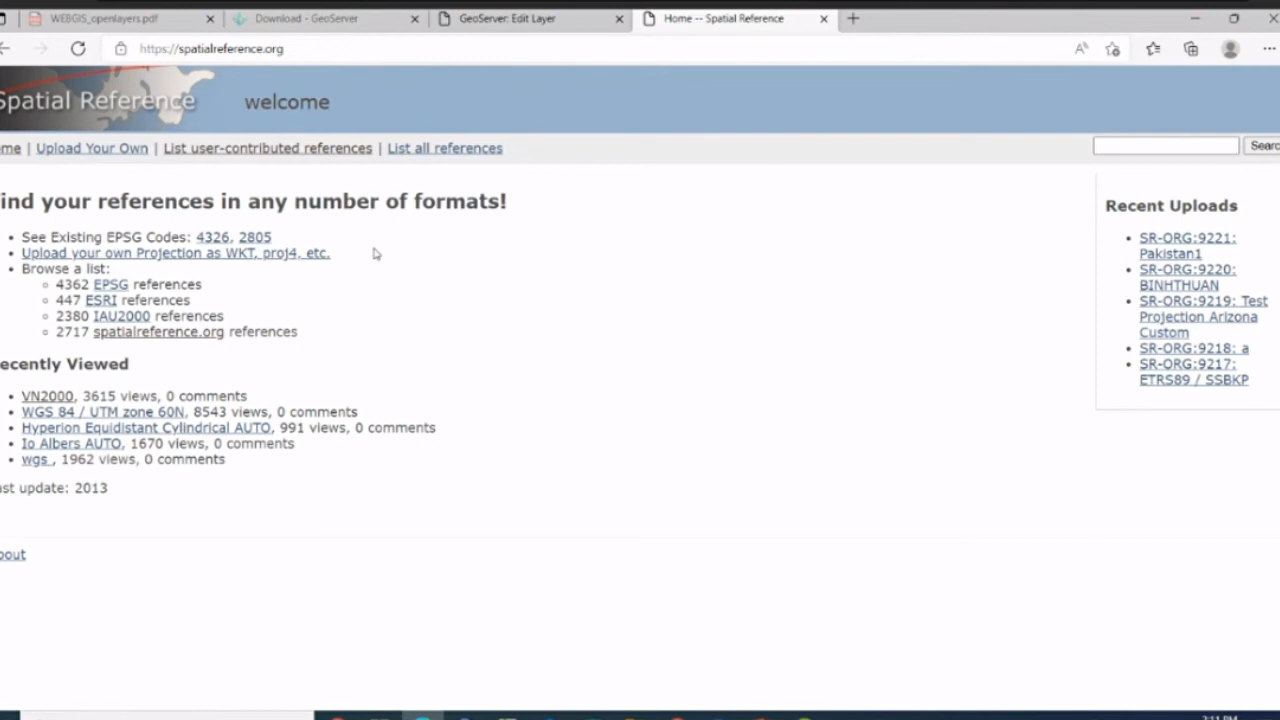 WEBGIS_openlayers.pdf
Download - GeoServer
GeoServer: Edit Layer
Home -- Spatial Reference
https://spatialreference.org
Spatial Reference
welcome
me | Upload Your Own | List user-contributed references | List all references
Searc
ind your references in any number of formats!
• See Existing EPSG Codes: 4326, 2805
• Upload your own Projection as WKT, proj4, etc.
• Browse a list:
4362 EPSG references
447 ESRI references
2380 IAU2000 references
2717 spatialreference.org references
ecently Viewed
• VN2000, 3615 views, 0 comments
• WGS 84 / UTM zone 60N, 8543 views, 0 comments
• Hyperion Equidistant Cylindrical AUTO, 991 views, 0 comments
• Io Albers AUTO, 1670 views, 0 comments
• wgs , 1962 views, 0 comments
st update: 2013
bout
Recent Uploads
• SR-ORG:9221:
Pakistan1
• SR-ORG:9220:
BINHTHUAN
• SR-ORG:9219: Test
Projection Arizona
Custom
• SR-ORG:9218: a
• SR-ORG:9217:
ETRS89 / SSBKP